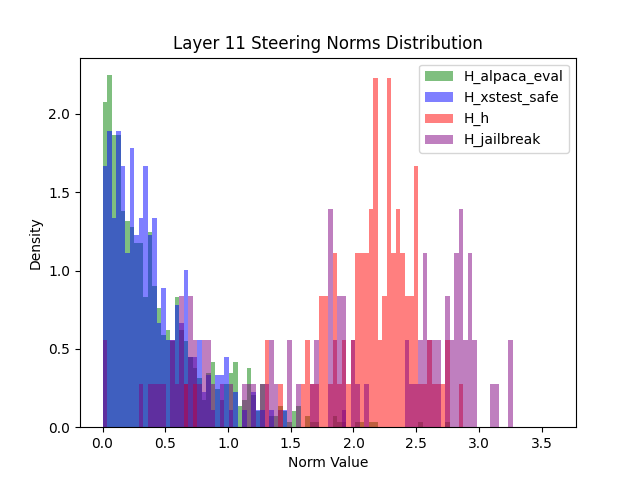 Layer 11 Steering Norms Distribution
H_alpaca_eval
H_xstest_safe
H_h
H_jailbreak
Density
2.0
1.5
1.0
0.5
0.0
0.0 0.5 1.0 1.5 2.0 2.5 3.0 3.5
Norm Value